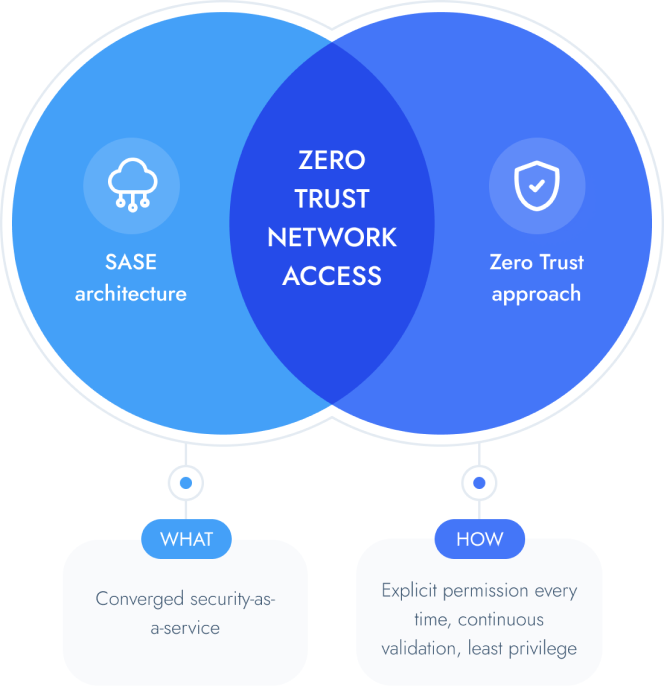 ZERO
TRUST
NETWORK
ACCESS
SASE
architecture
Zero Trust
approach
WHAT
Converged security-as-
a-service
HOW
Explicit permission every
time, continuous
validation, least privilege